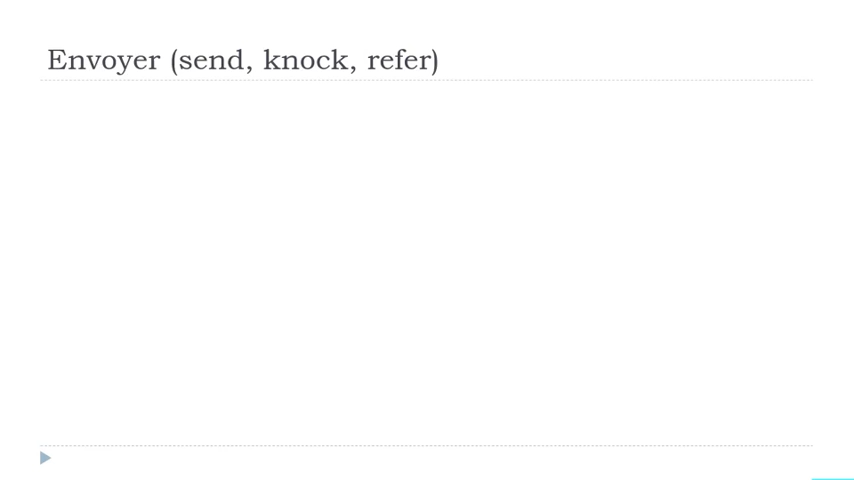 Envoyer (send, knock, refer)